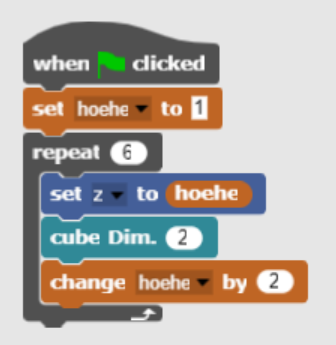 when clicked
set hoehe to 1
repeat 6
set z to hoehe
cube Dim. 2
change hoehe by 2